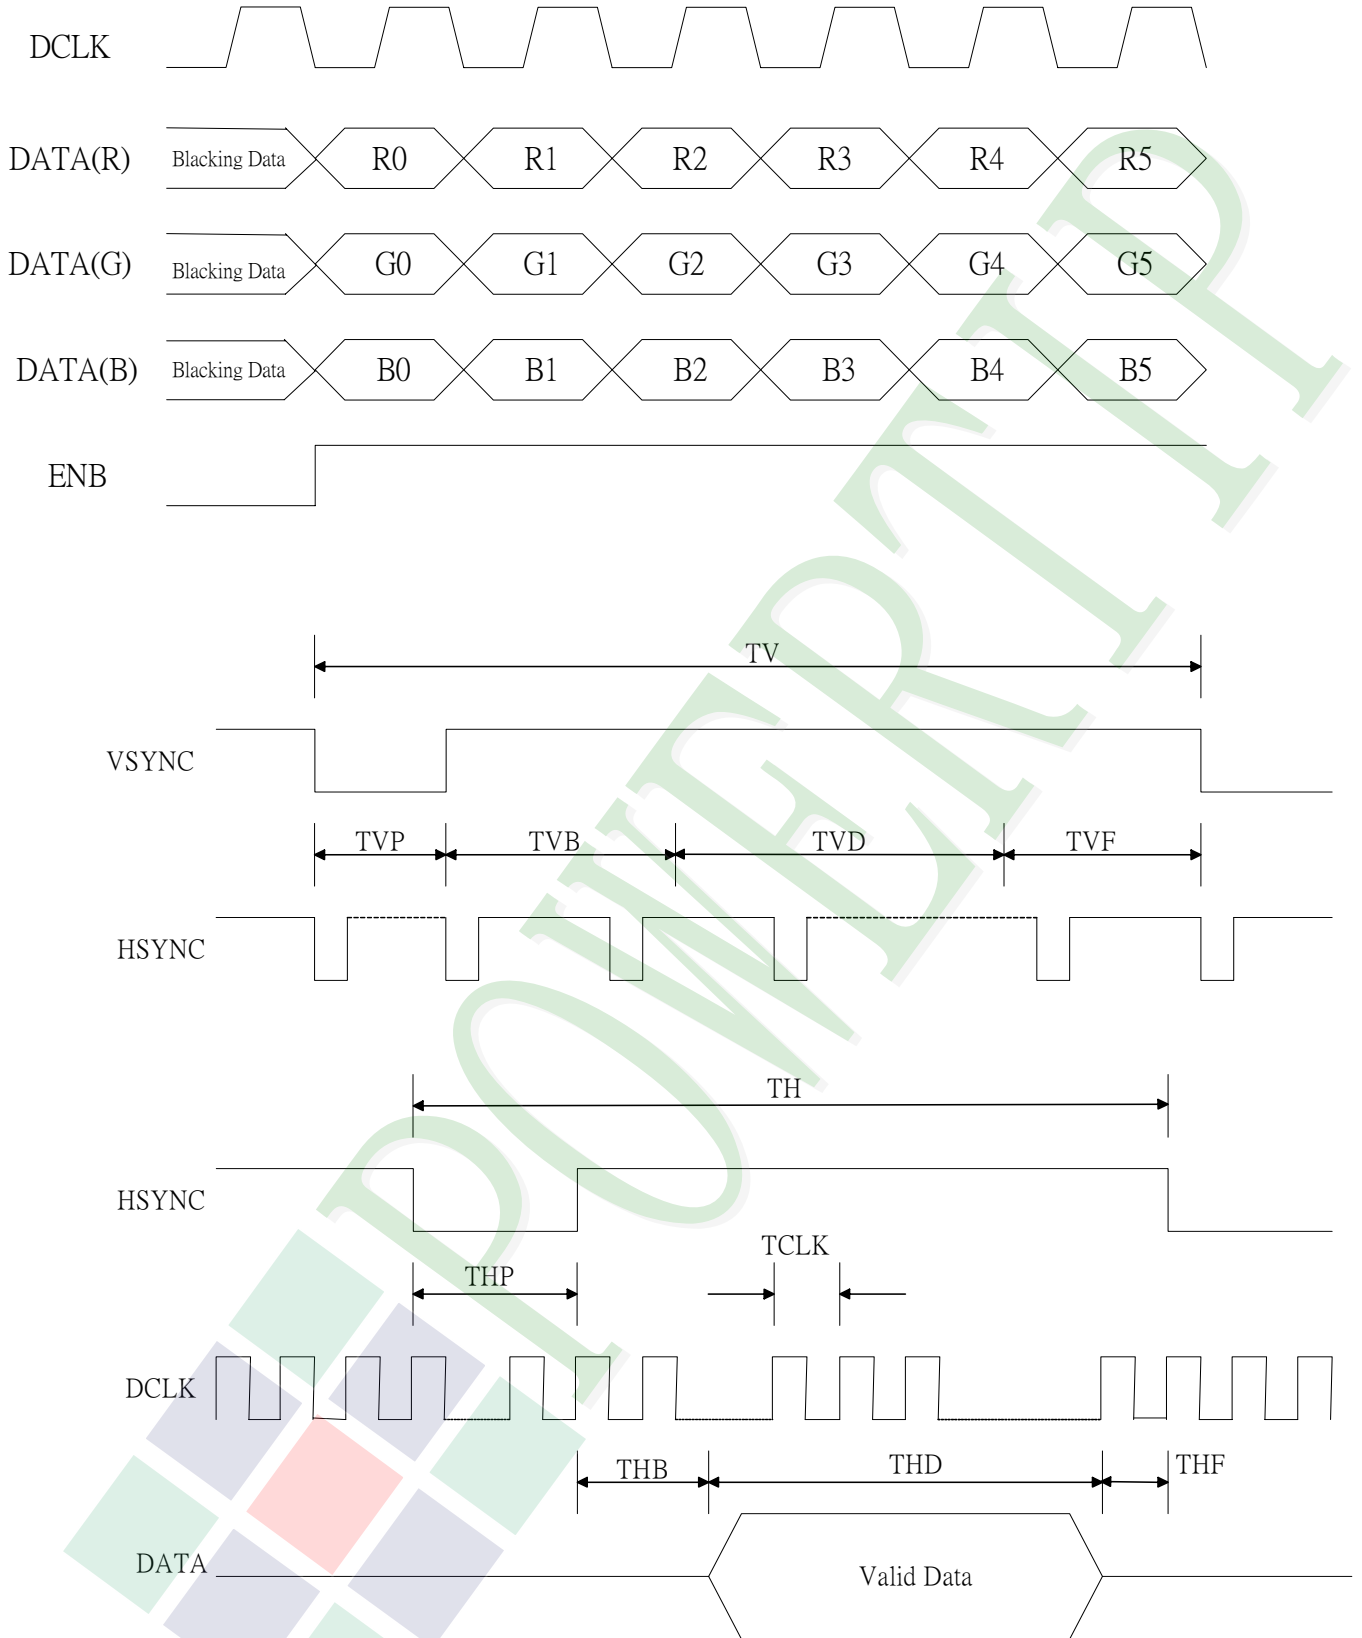 DCLK
DATA(R) Blacking Data R0 R1 R2 R3 R4 R5
DATA(G) Blacking Data G0 G1 G2 G3 G4 G5
DATA(B) Blacking Data B0 B1 B2 B3 B4 B5
ENB
TV
VSYNC
TVP TVB TVD TVF
HSYNC
TH
HSYNC
TCLK
THP
DCLK
THB THD THF
DATA Valid Data
POWERTIP